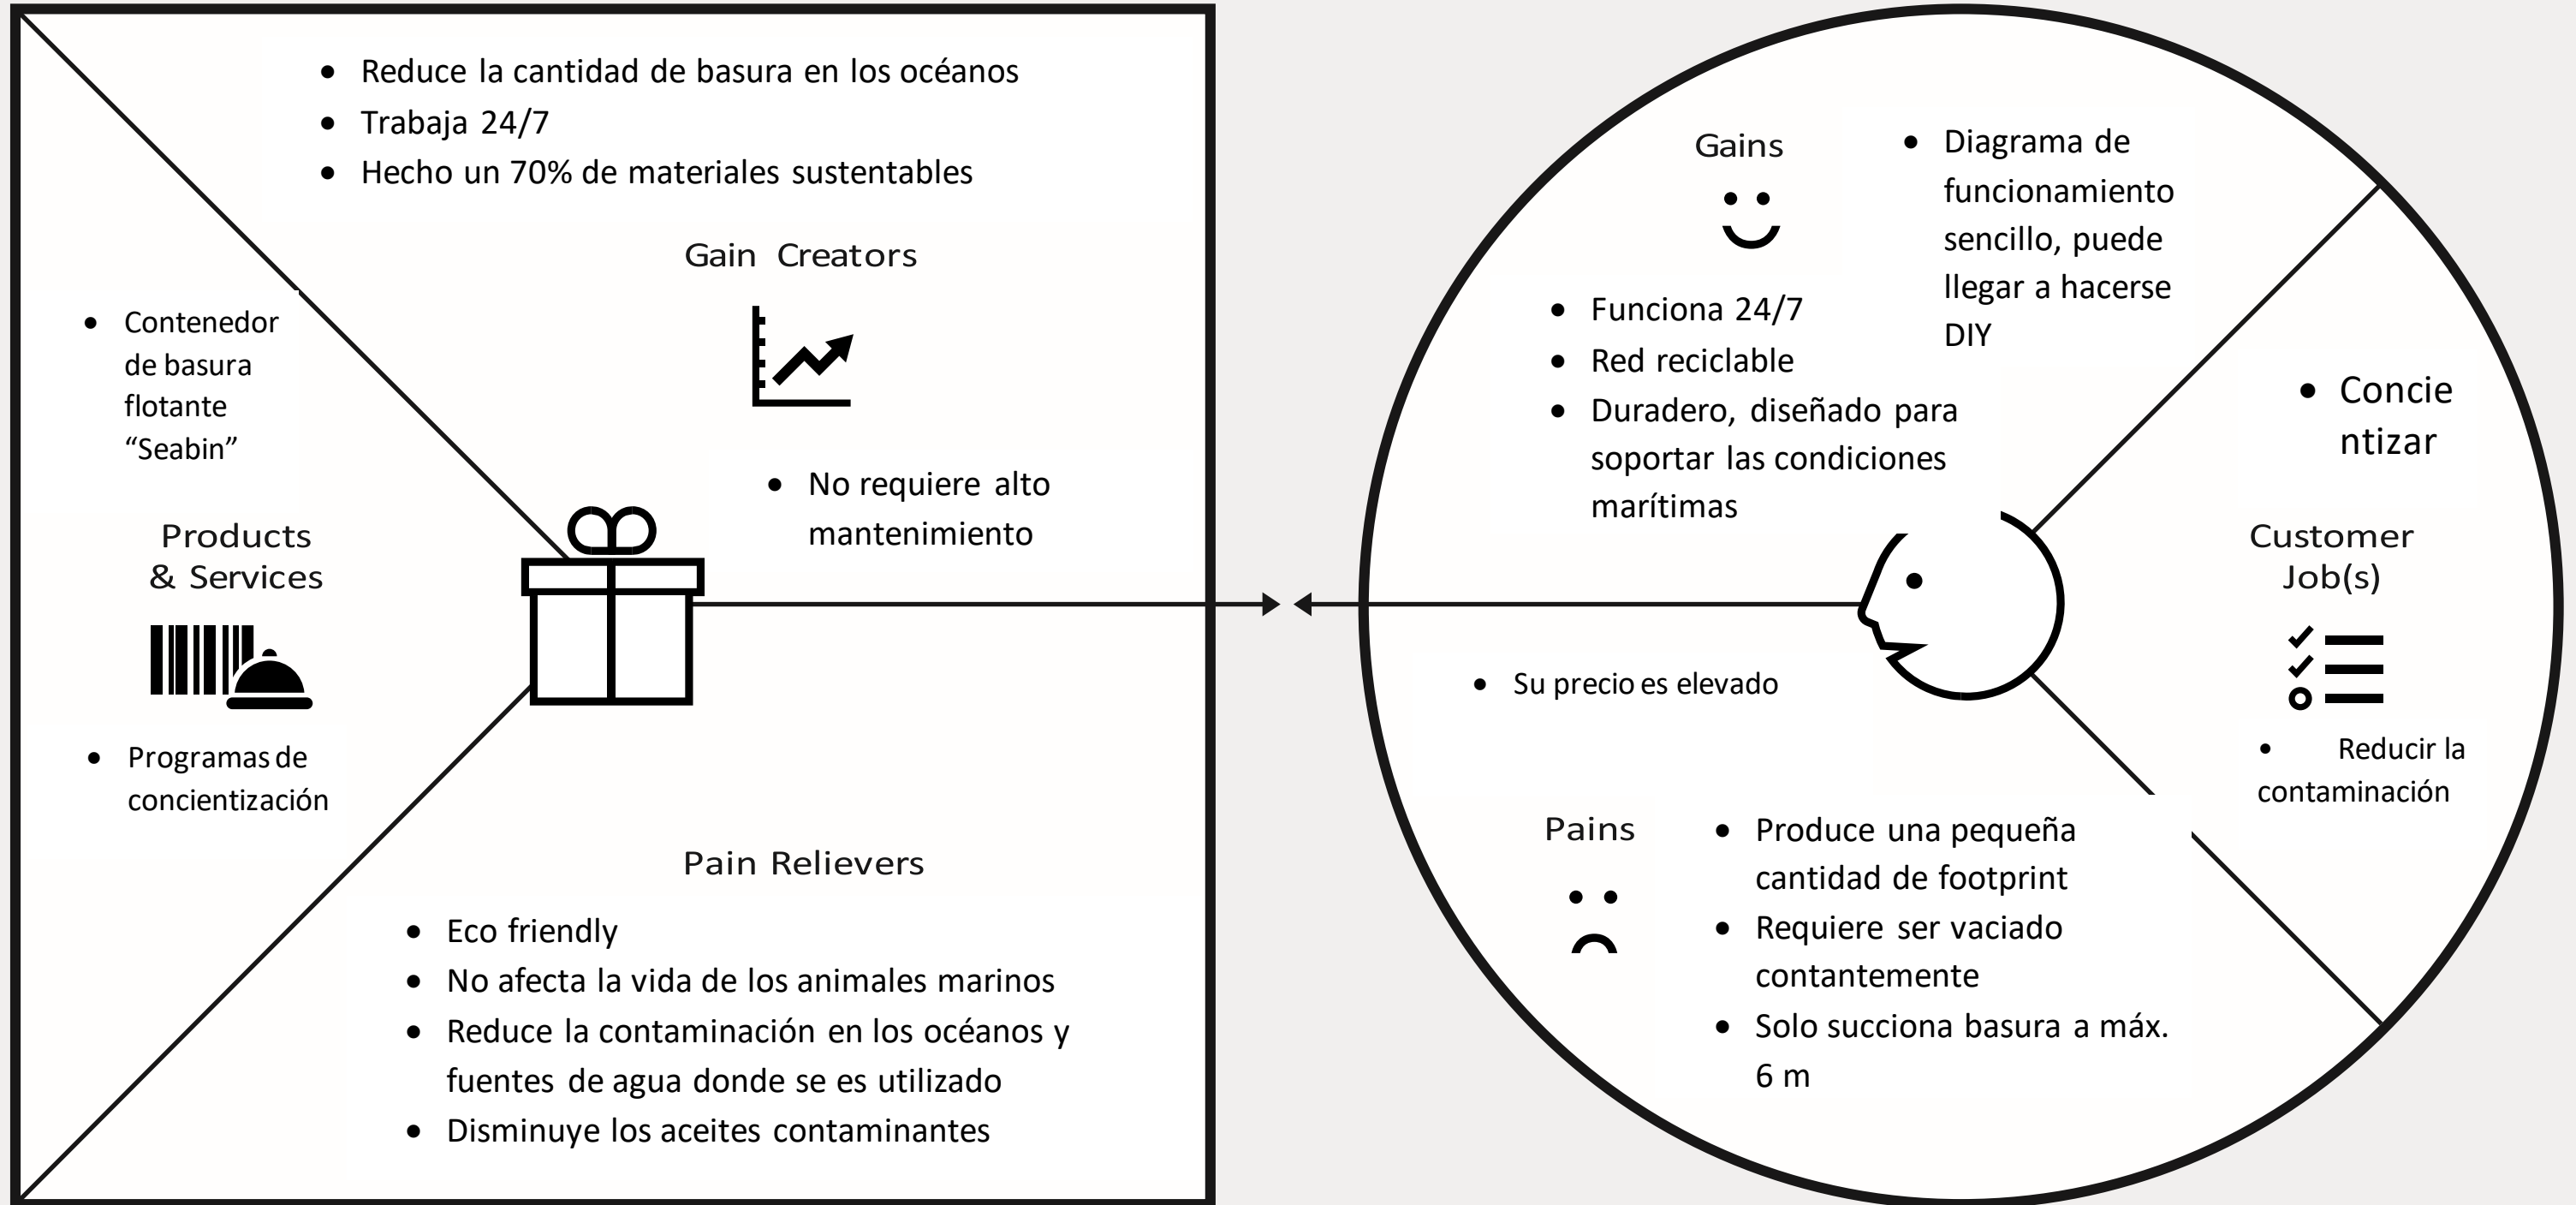 • Reduce la cantidad de basura en los océanos
• Trabaja 24/7
• Hecho un 70% de materiales sustentables
Gain Creators
• No requiere alto
mantenimiento
• Contenedor
de basura
flotante
“Seabin”
Products
& Services
• Programas de
concientización
Pain Relievers
• Eco friendly
• No afecta la vida de los animales marinos
• Reduce la contaminación en los océanos y
fuentes de agua donde se es utilizado
• Disminuye los aceites contaminantes
Gains
• Diagrama de
funcionamiento
sencillo, puede
llegar a hacerse
DIY
• Funciona 24/7
• Red reciclable
• Duradero, diseñado para
soportar las condiciones
marítimas
• Concie
ntizar
Customer
Job(s)
• Reducir la
contaminación
• Su precio es elevado
Pains
• Produce una pequeña
cantidad de footprint
• Requiere ser vaciado
contantemente
• Solo succiona basura a máx.
6 m